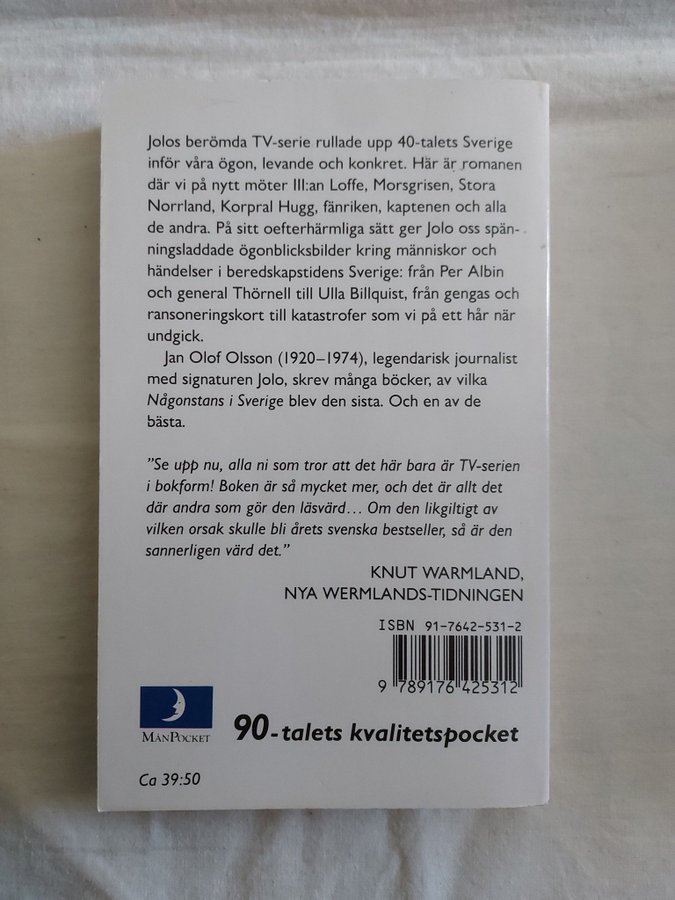 Jolos berömda TV-serie rullade upp 40-talets Sverige
inför våra ögon, levande och konkret. Här är romanen
där vi på nytt möter III:an Loffe, Morsgrisen, Stora
Norrland, Korpral Hugg, fänriken, kaptenen och alla
de andra. På sitt oefterhärmliga sätt ger Jolo oss spän-
ningsladdade ögonblicksbilder kring människor och
händelser i beredskapstidens Sverige: från Per Albin
och general Thörnell till Ulla Billquist, från gengas och
ransoneringskort till katastrofer som vi på ett hår när
undgick.
Jan Olof Olsson (1920–1974), legendarisk journalist
med signaturen Jolo, skrev många böcker, av vilka
Någonstans i Sverige blev den sista. Och en av de
bästa.
”Se upp nu, alla ni som tror att det här bara är TV-serien
i bokform! Boken är så mycket mer, och det är allt det
där andra som gör den läsvärd… Om den likgiltigt av
vilken orsak skulle bli årets svenska bestseller, så är den
sannerligen värd det.”
KNUT WARMLAND,
NYA WERMLANDS-TIDNINGEN
ISBN 91-7642-531-2
9 789176 425312
MÅNPOCKET
90-talets kvalitetspocket
Ca 39:50